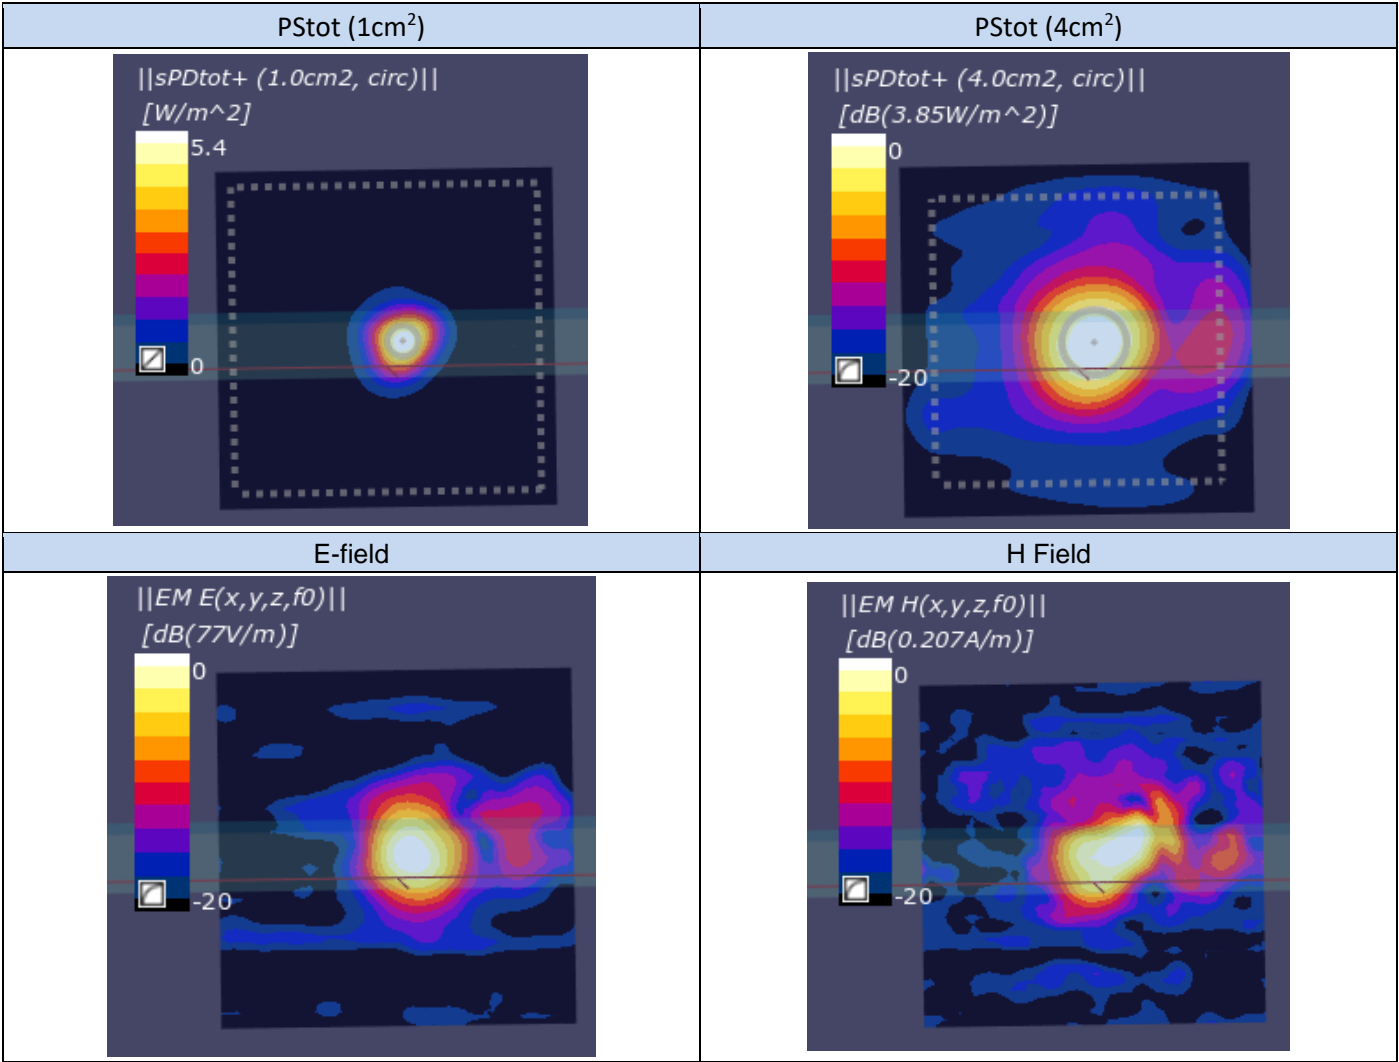 PStot (1cm²)
PStot (4cm²)
||sPDtot+ (1.0cm2, circ)||
[W/m^2]
5.4
0
||sPDtot+ (4.0cm2, circ)||
[dB(3.85W/m^2)]
0
-20
E-field
H Field
||EM E(x,y,z,f0)||
[dB(77V/m)]
0
-20
||EM H(x,y,z,f0)||
[dB(0.207A/m)]
0
-20